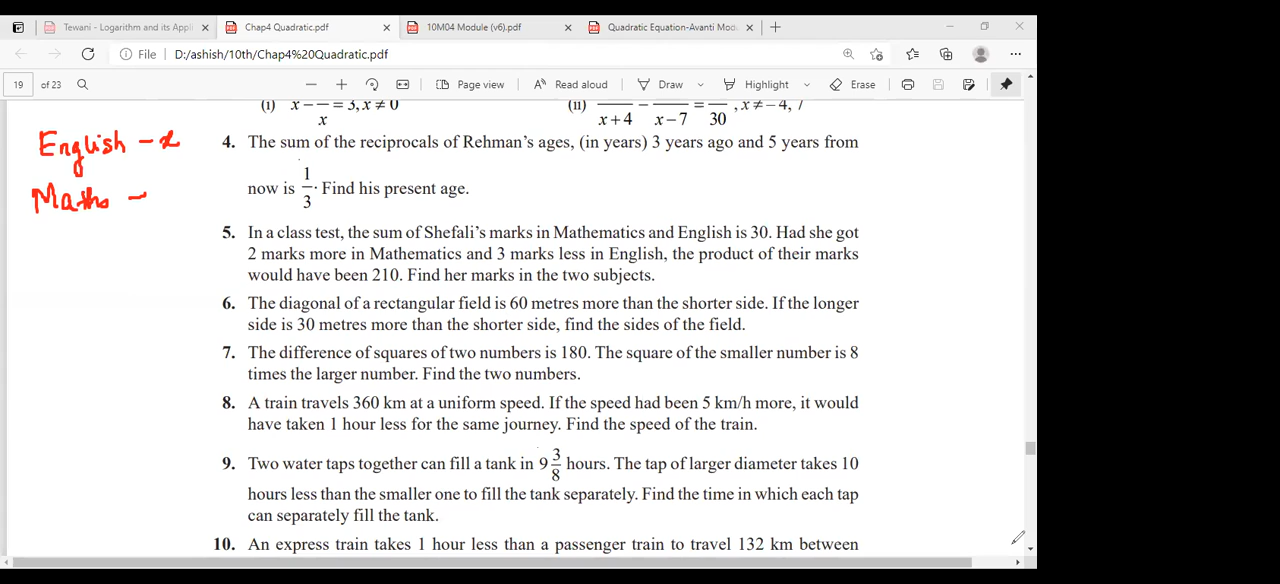 Tewani - Logarithm and its Appli
Chap4 Quadratic.pdf
10M04 Module (v6).pdf
Quadratic Equation-Avanti Mod
File D:/ashish/10th/Chap4%20Quadratic.pdf
19 of 23
Page view
Read aloud
Draw
Highlight
Erase
(i) x − — = 3, x ≠ 0
x
(ii) — − — = — , x ≠ − 4, 7
x + 4 x − 7 30
English - x
Maths -
4. The sum of the reciprocals of Rehman's ages, (in years) 3 years ago and 5 years from
now is 1/3. Find his present age.
5. In a class test, the sum of Shefali's marks in Mathematics and English is 30. Had she got
2 marks more in Mathematics and 3 marks less in English, the product of their marks
would have been 210. Find her marks in the two subjects.
6. The diagonal of a rectangular field is 60 metres more than the shorter side. If the longer
side is 30 metres more than the shorter side, find the sides of the field.
7. The difference of squares of two numbers is 180. The square of the smaller number is 8
times the larger number. Find the two numbers.
8. A train travels 360 km at a uniform speed. If the speed had been 5 km/h more, it would
have taken 1 hour less for the same journey. Find the speed of the train.
9. Two water taps together can fill a tank in 9 3/8 hours. The tap of larger diameter takes 10
hours less than the smaller one to fill the tank separately. Find the time in which each tap
can separately fill the tank.
10. An express train takes 1 hour less than a passenger train to travel 132 km between